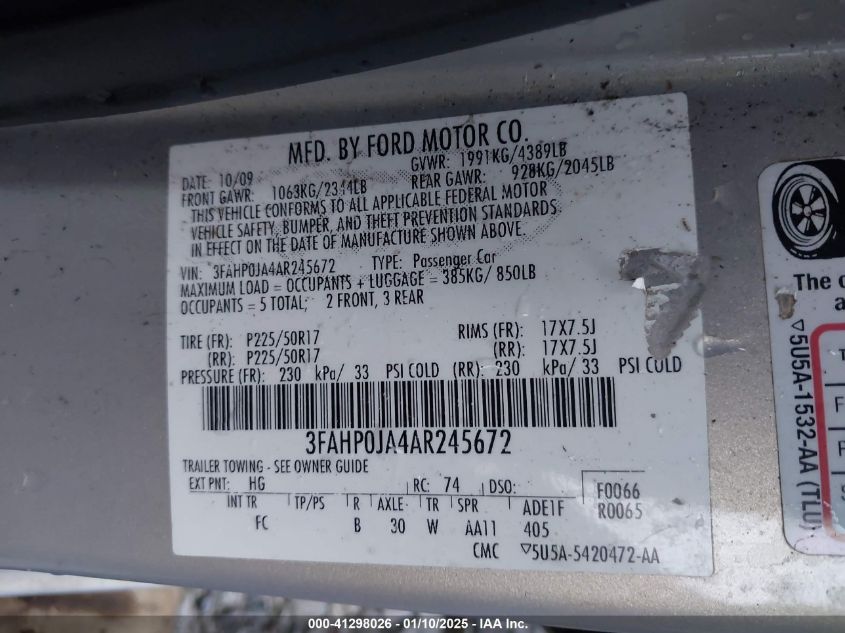 MFD. BY FORD MOTOR CO.
DATE: 10/09 GVWR: 1991KG/4389LB
FRONT GAWR: 1063KG/2344LB REAR GAWR: 928KG/2045LB
THIS VEHICLE CONFORMS TO ALL APPLICABLE FEDERAL MOTOR
VEHICLE SAFETY, BUMPER, AND THEFT PREVENTION STANDARDS
IN EFFECT ON THE DATE OF MANUFACTURE SHOWN ABOVE.
VIN: 3FAHP0JA4AR245672 TYPE: Passenger Car
MAXIMUM LOAD = OCCUPANTS + LUGGAGE = 385KG/ 850LB
OCCUPANTS = 5 TOTAL; 2 FRONT, 3 REAR
TIRE (FR): P225/50R17 RIMS (FR): 17X7.5J
(RR): P225/50R17 (RR): 17X7.5J
PRESSURE (FR): 230 kPa/ 33 PSI COLD (RR): 230 kPa/ 33 PSI COLD
3FAHP0JA4AR245672
TRAILER TOWING - SEE OWNER GUIDE
EXT PNT: HG RC: 74 DSO: F0066
INT TR TP/PS R AXLE TR SPR ADE1F R0065
FC B 30 W AA11 405
CMC ▽5U5A-5420472-AA
The c
a
▽5U5A-1532-AA (TLU)
000-41298026 - 01/10/2025 - IAA Inc.